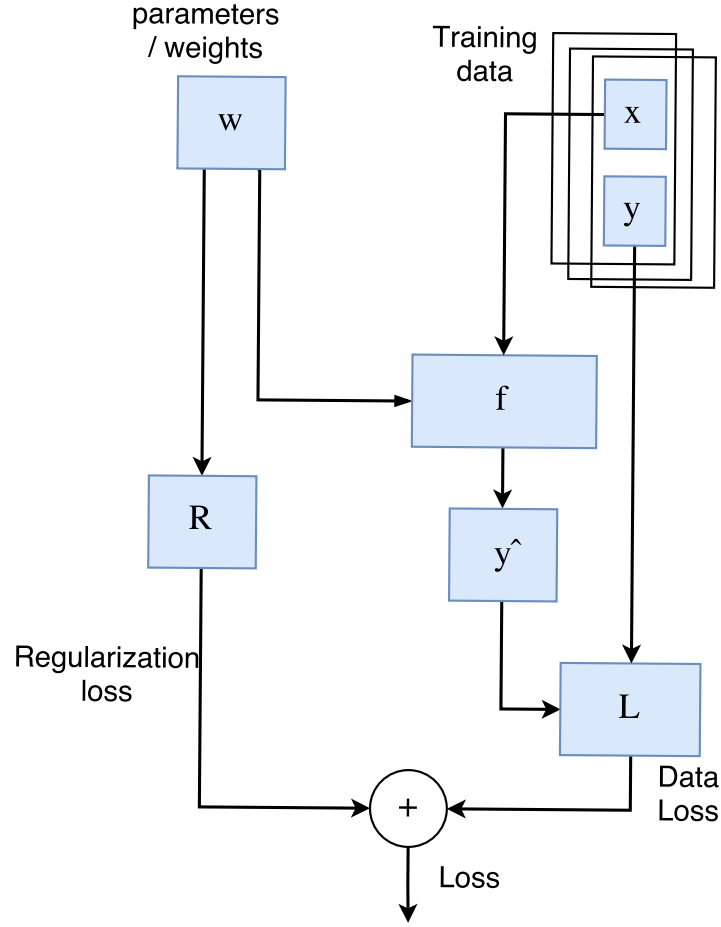 parameters
/ weights
Training
data
w
x
y
f
R
yˆ
Regularization
loss
L
Data
Loss
+
Loss